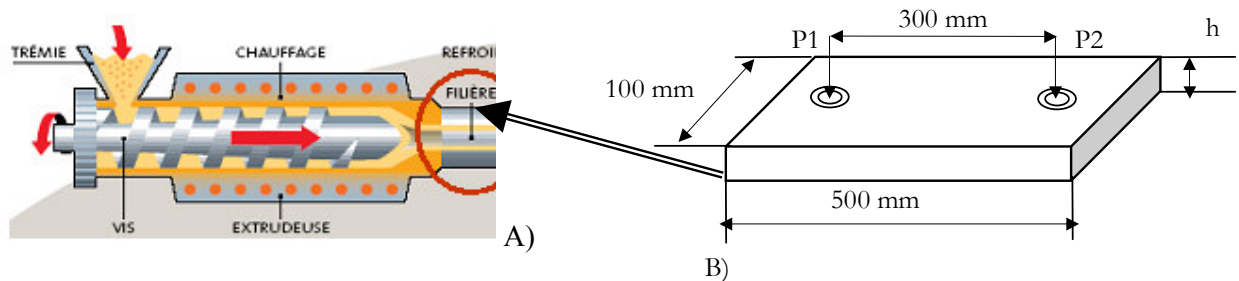 TRÉMIE
CHAUFFAGE
REFROI
FILIÈRE
VIS
EXTRUDEUSE
A)
300 mm
P1
P2
h
100 mm
500 mm
B)